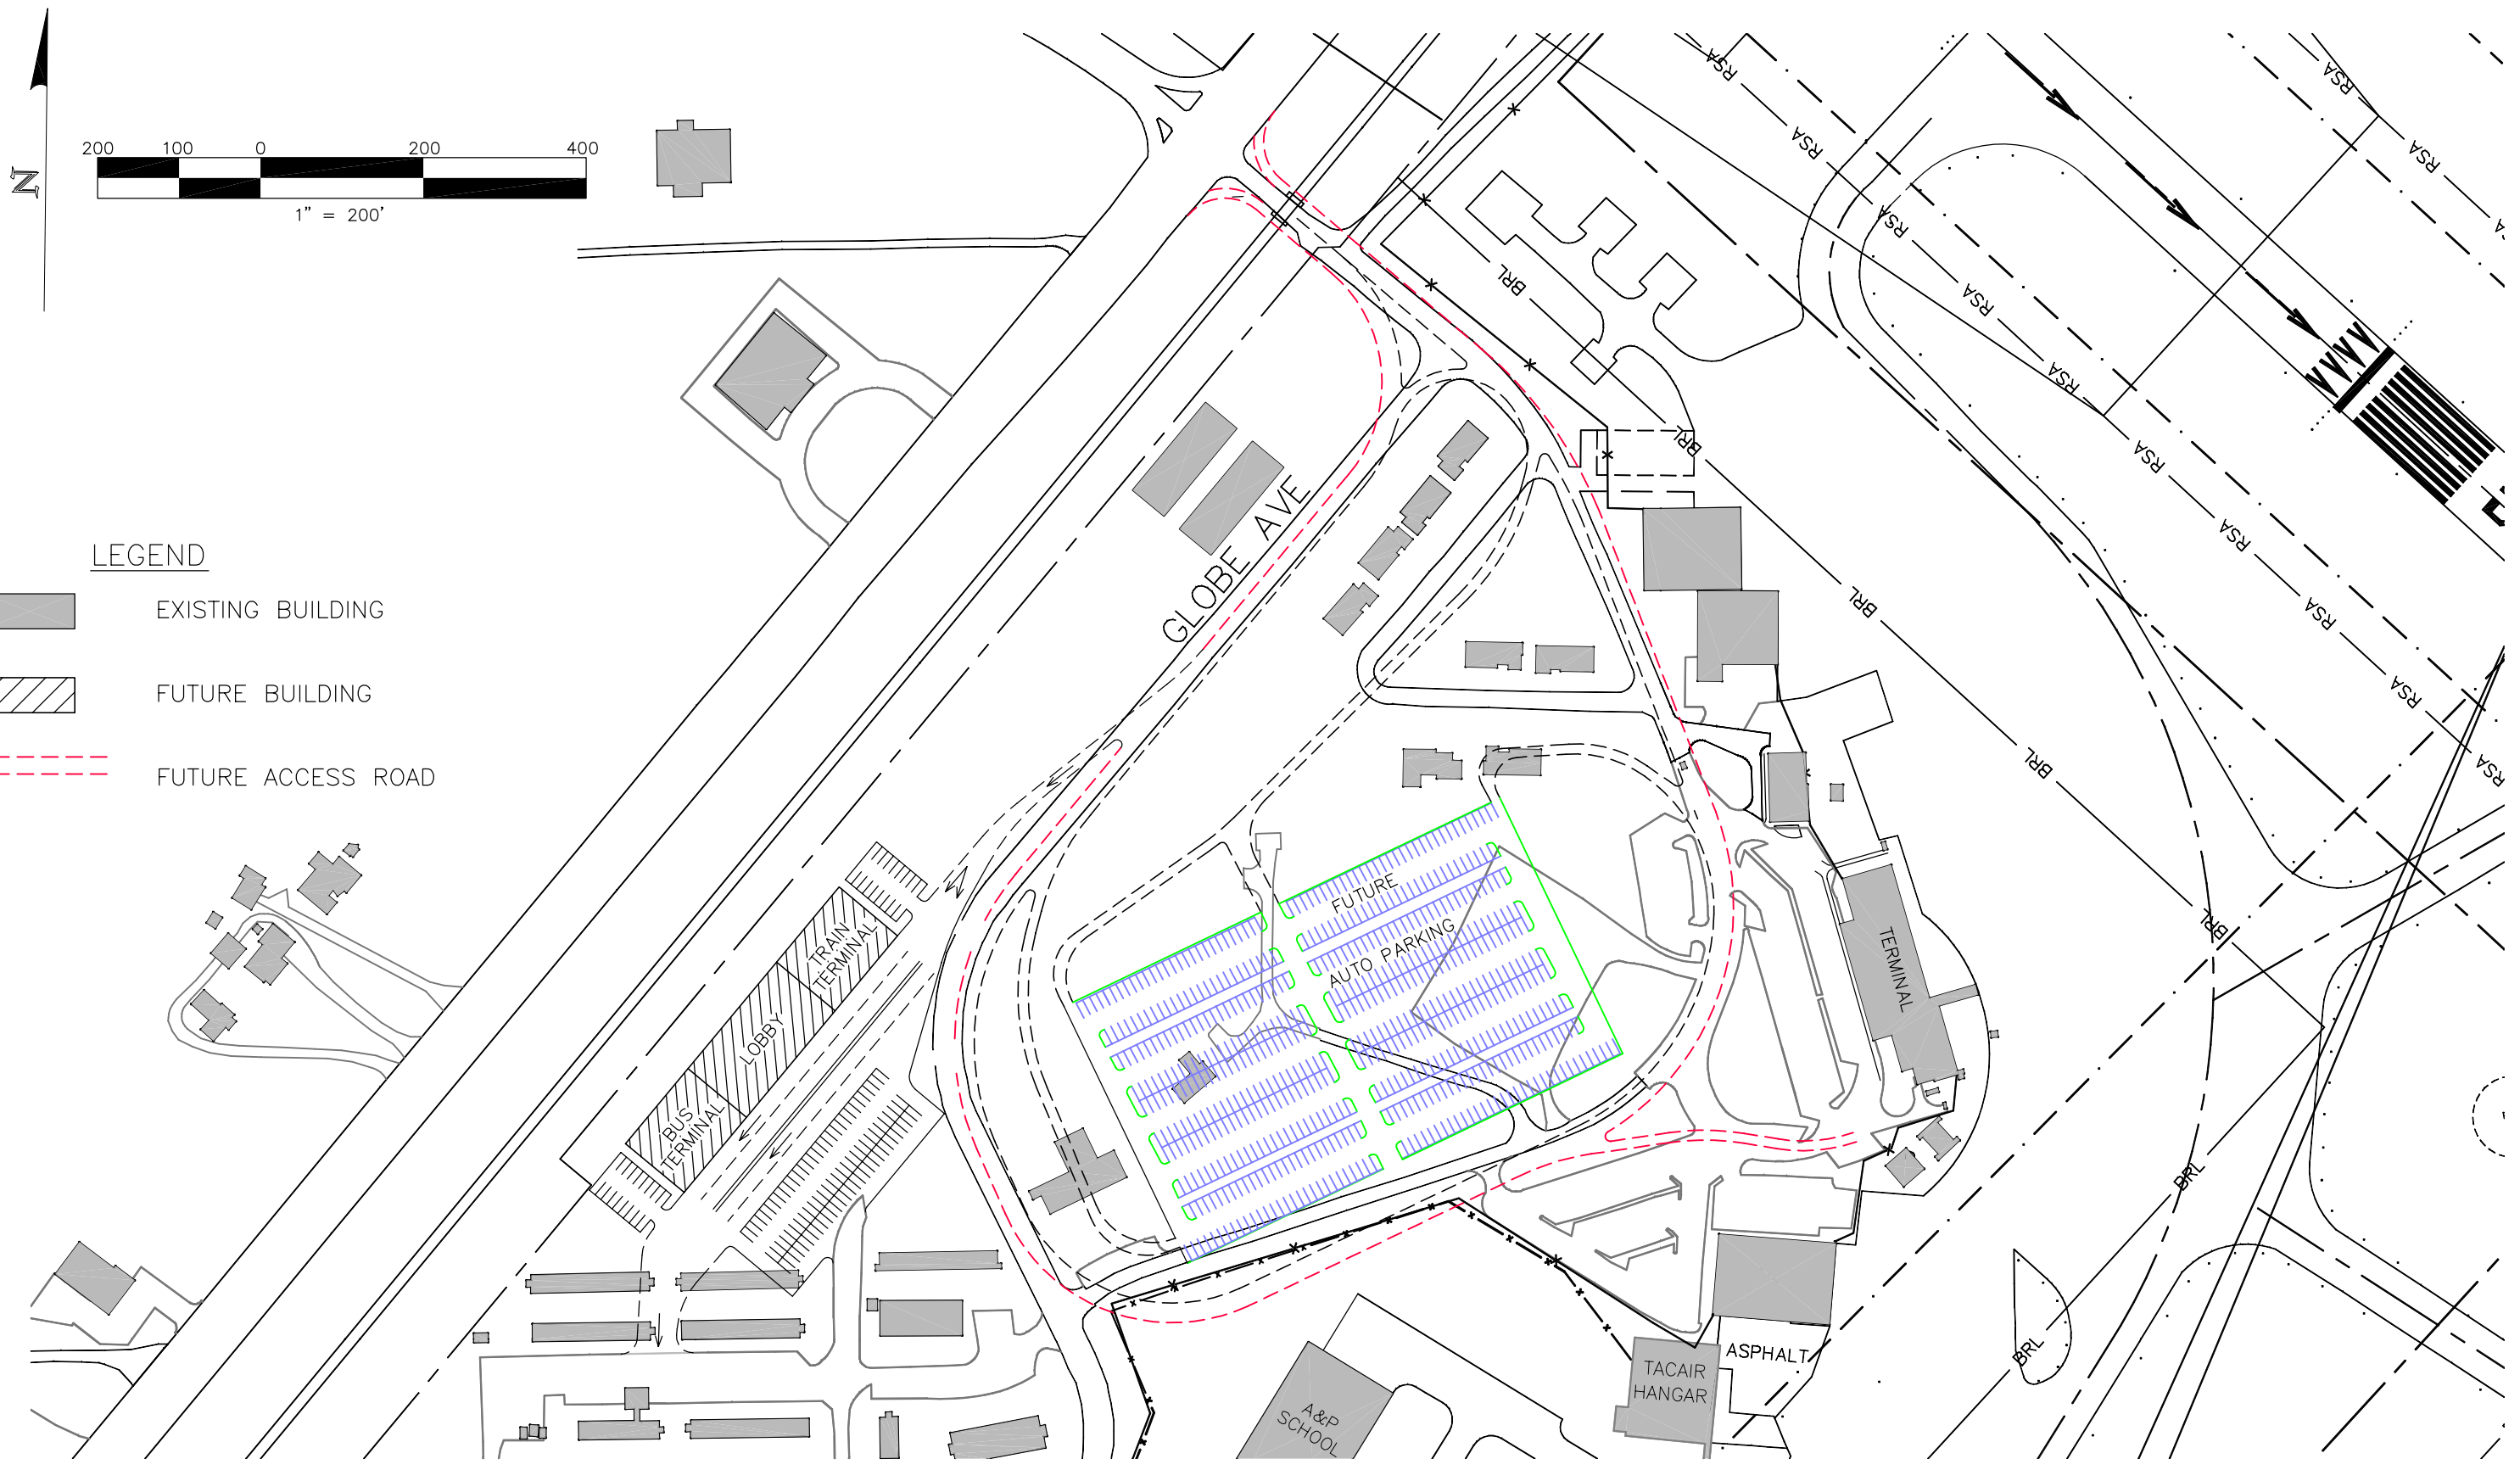 200 100 0 200 400
1" = 200'
N
LEGEND
EXISTING BUILDING
FUTURE BUILDING
FUTURE ACCESS ROAD
GLOBE AVE
TRAIN
TERMINAL
LOBBY
BUS
TERMINAL
FUTURE
AUTO PARKING
TERMINAL
ASPHALT
TACAIR
HANGAR
A&P
SCHOOL
BRL
BRL
BRL
BRL
BRL
BRL
BRL
RSA
RSA
RSA
RSA
RSA
RSA
RSA
RSA
RSA
RSA
RSA
RSA